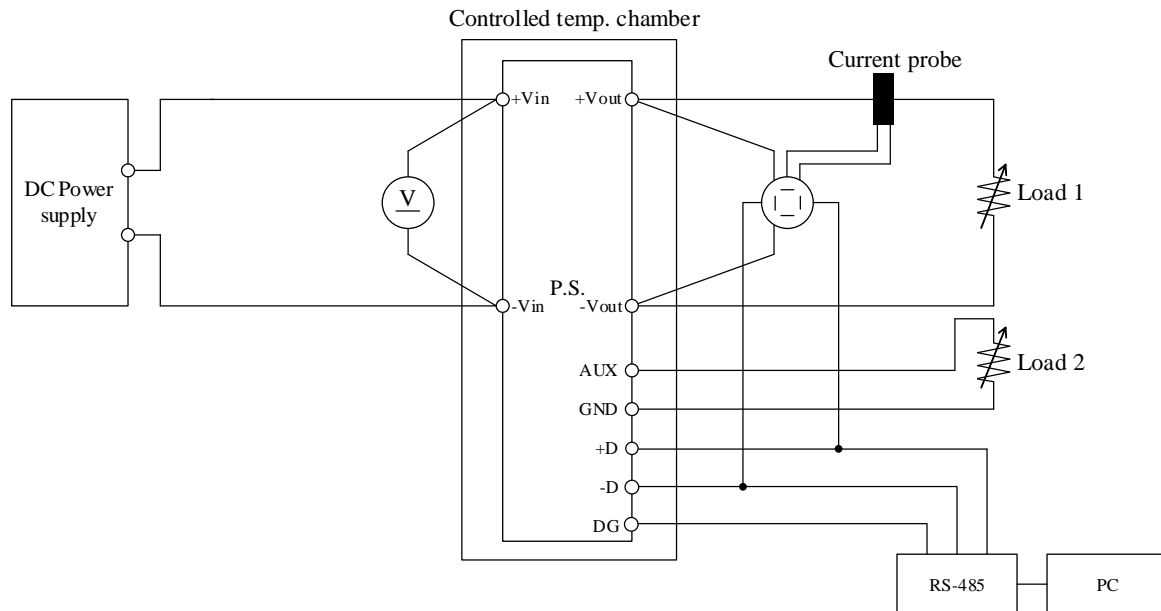 Controlled temp. chamber
Current probe
+Vin
+Vout
DC Power
supply
V
Load 1
P.S.
-Vin
-Vout
AUX
Load 2
GND
+D
-D
DG
RS-485
PC